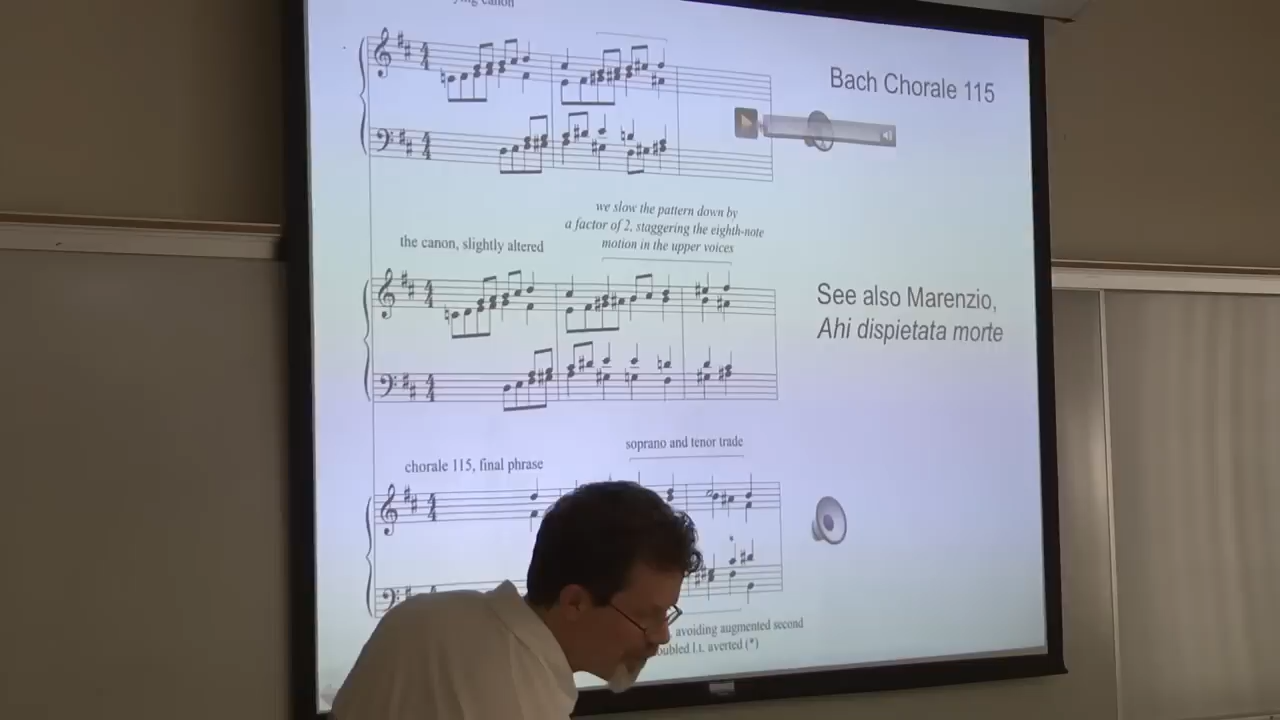 canon
Bach Chorale 115
we slow the pattern down by
a factor of 2, staggering the eighth-note
motion in the upper voices
the canon, slightly altered
See also Marenzio,
Ahi dispietata morte
soprano and tenor trade
chorale 115, final phrase
, avoiding augmented second
l.t. averted (*)